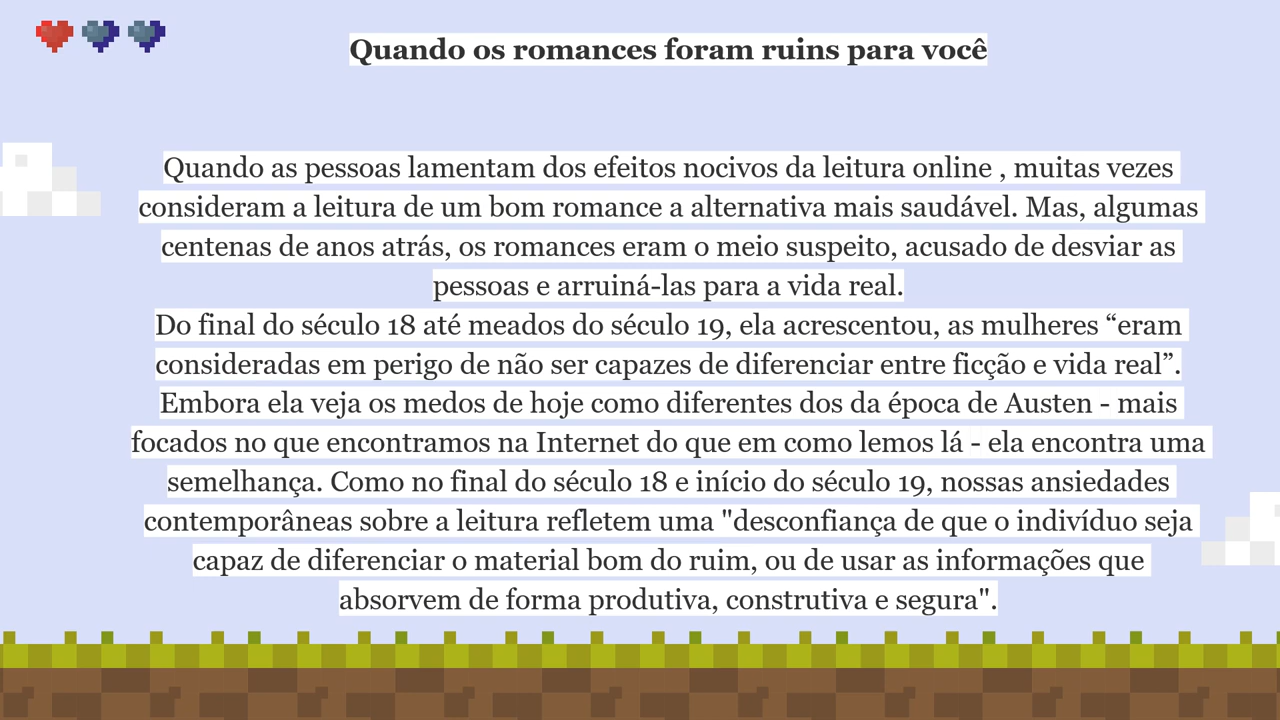 Quando os romances foram ruins para você
Quando as pessoas lamentam dos efeitos nocivos da leitura online , muitas vezes
consideram a leitura de um bom romance a alternativa mais saudável. Mas, algumas
centenas de anos atrás, os romances eram o meio suspeito, acusado de desviar as
pessoas e arruiná-las para a vida real.
Do final do século 18 até meados do século 19, ela acrescentou, as mulheres “eram
consideradas em perigo de não ser capazes de diferenciar entre ficção e vida real”.
Embora ela veja os medos de hoje como diferentes dos da época de Austen - mais
focados no que encontramos na Internet do que em como lemos lá - ela encontra uma
semelhança. Como no final do século 18 e início do século 19, nossas ansiedades
contemporâneas sobre a leitura refletem uma "desconfiança de que o indivíduo seja
capaz de diferenciar o material bom do ruim, ou de usar as informações que
absorvem de forma produtiva, construtiva e segura".